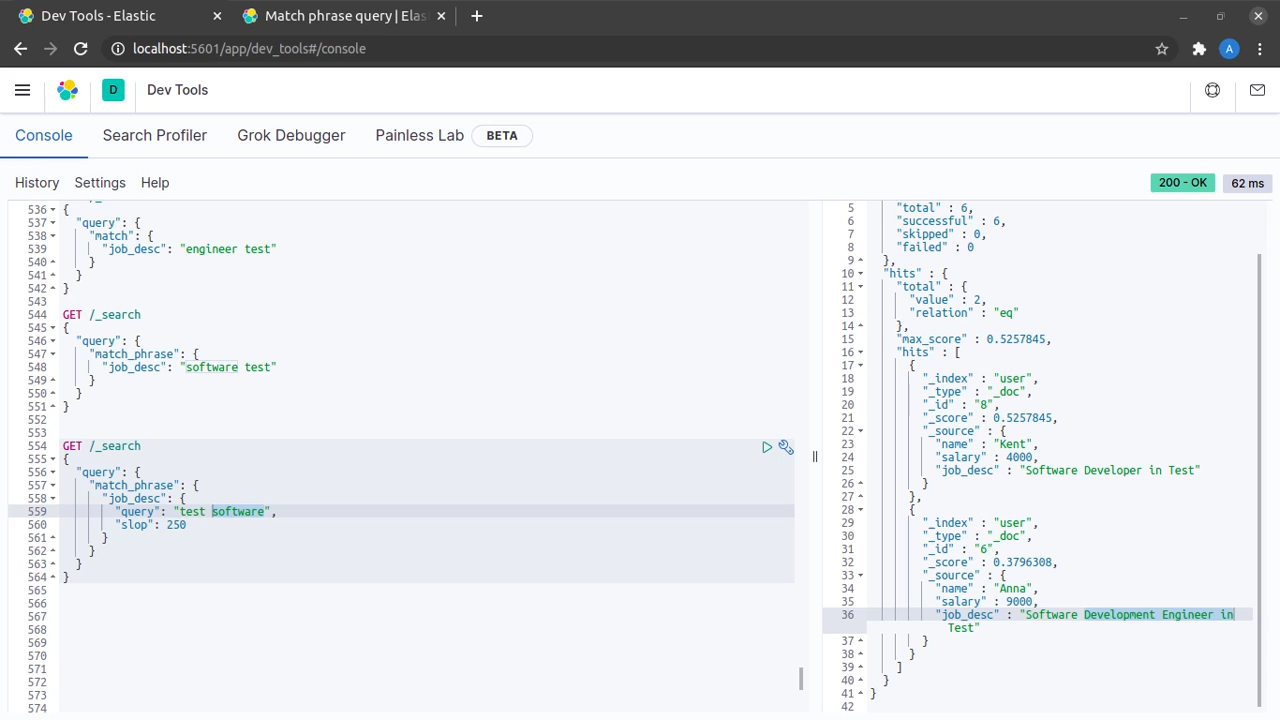 Dev Tools - Elastic
Match phrase query | Elas
localhost:5601/app/dev_tools#/console
A
D
Dev Tools
Console Search Profiler Grok Debugger Painless Lab BETA
History Settings Help
200 - OK 62 ms
536 {
537 "query": {
538 "match": {
539 "job_desc": "engineer test"
540 }
541 }
542 }
543
544 GET /_search
545 {
546 "query": {
547 "match_phrase": {
548 "job_desc": "software test"
549 }
550 }
551 }
552
553
554 GET /_search
555 {
556 "query": {
557 "match_phrase": {
558 "job_desc": {
559 "query": "test software",
560 "slop": 250
561 }
562 }
563 }
564 }
565
566
567
568
569
570
571
572
573
574
5 "total" : 6,
6 "successful" : 6,
7 "skipped" : 0,
8 "failed" : 0
9 },
10 "hits" : {
11 "total" : {
12 "value" : 2,
13 "relation" : "eq"
14 },
15 "max_score" : 0.5257845,
16 "hits" : [
17 {
18 "_index" : "user",
19 "_type" : "_doc",
20 "_id" : "8",
21 "_score" : 0.5257845,
22 "_source" : {
23 "name" : "Kent",
24 "salary" : 4000,
25 "job_desc" : "Software Developer in Test"
26 }
27 },
28 {
29 "_index" : "user",
30 "_type" : "_doc",
31 "_id" : "6",
32 "_score" : 0.3796308,
33 "_source" : {
34 "name" : "Anna",
35 "salary" : 9000,
36 "job_desc" : "Software Development Engineer in
Test"
37 }
38 }
39 ]
40 }
41 }
42